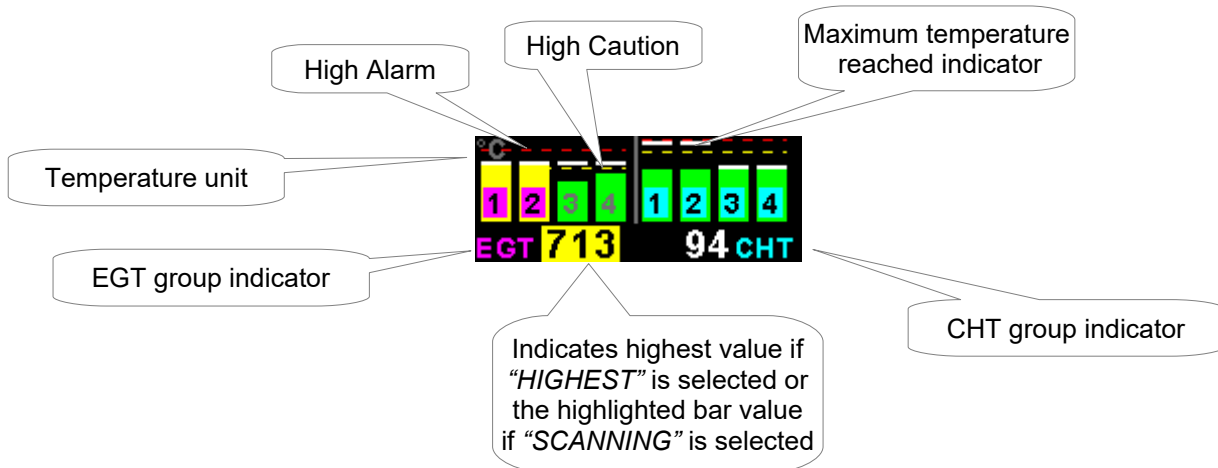 High Caution
Maximum temperature
reached indicator
High Alarm
Temperature unit
°C
1 2 3 4 1 2 3 4
EGT 713 94 CHT
EGT group indicator
CHT group indicator
Indicates highest value if
“HIGHEST” is selected or
the highlighted bar value
if “SCANNING” is selected